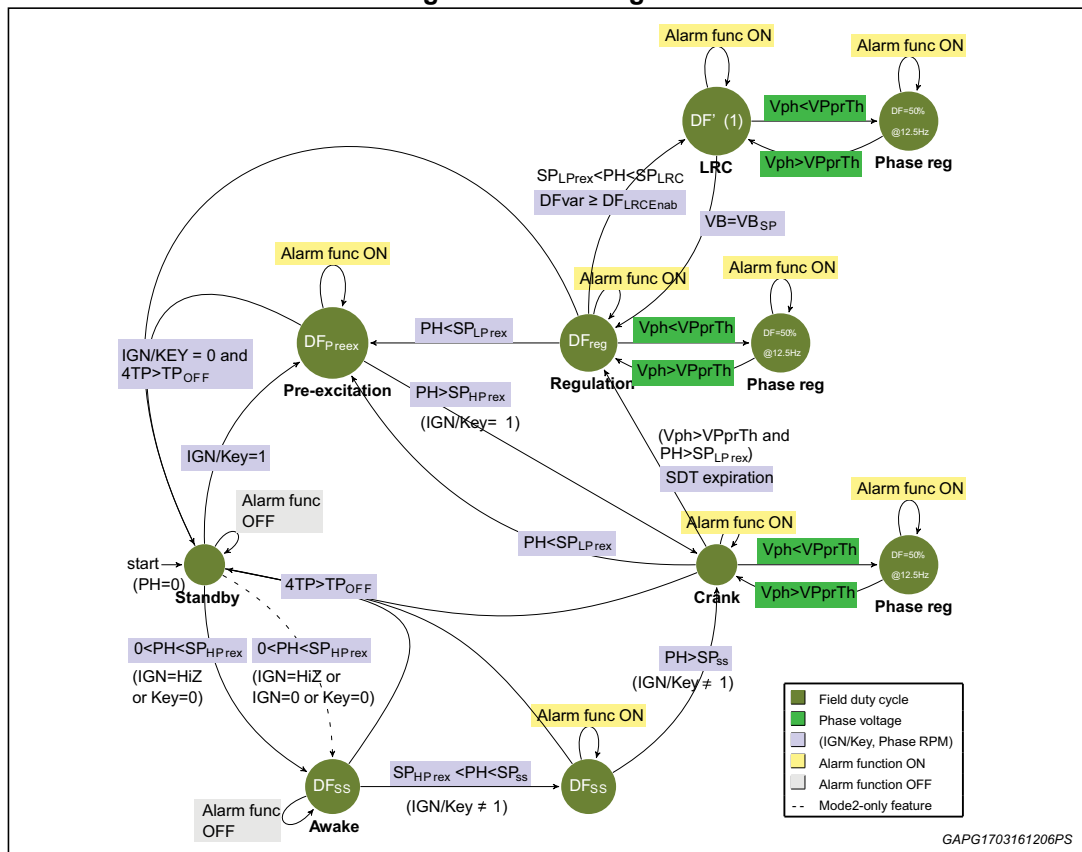 Alarm func ON
Alarm func ON
DF' (1)
LRC
Vph<VPprTh
Vph>VPprTh
DF=50%
@12.5Hz
Phase reg
SPLPrex<PH<SPLRC
DFvar ≥ DFLRCEnab
VB=VBSP
Alarm func ON
Alarm func ON
Alarm func ON
DFPreex
Pre-excitation
PH<SPLPrex
DFreg
Regulation
Vph<VPprTh
Vph>VPprTh
DF=50%
@12.5Hz
Phase reg
IGN/KEY = 0 and
4TP>TPOFF
PH>SPHPrex
(IGN/Key= 1)
(Vph>VPprTh and
PH>SPLPrex)
SDT expiration
IGN/Key=1
Alarm func
OFF
PH<SPLPrex
Alarm func ON
Alarm func ON
start
(PH=0)
Standby
4TP>TPOFF
Crank
Vph<VPprTh
Vph>VPprTh
DF=50%
@12.5Hz
Phase reg
0<PH<SPHPrex
(IGN=HiZ
or Key=0)
0<PH<SPHPrex
(IGN=HiZ or
IGN=0 or Key=0)
PH>SPss
(IGN/Key ≠ 1)
Alarm func ON
DFSS
Awake
Alarm func
OFF
SPHPrex <PH<SPss
(IGN/Key ≠ 1)
DFSS
Field duty cycle
Phase voltage
(IGN/Key, Phase RPM)
Alarm function ON
Alarm function OFF
-- Mode2-only feature
GAPG1703161206PS